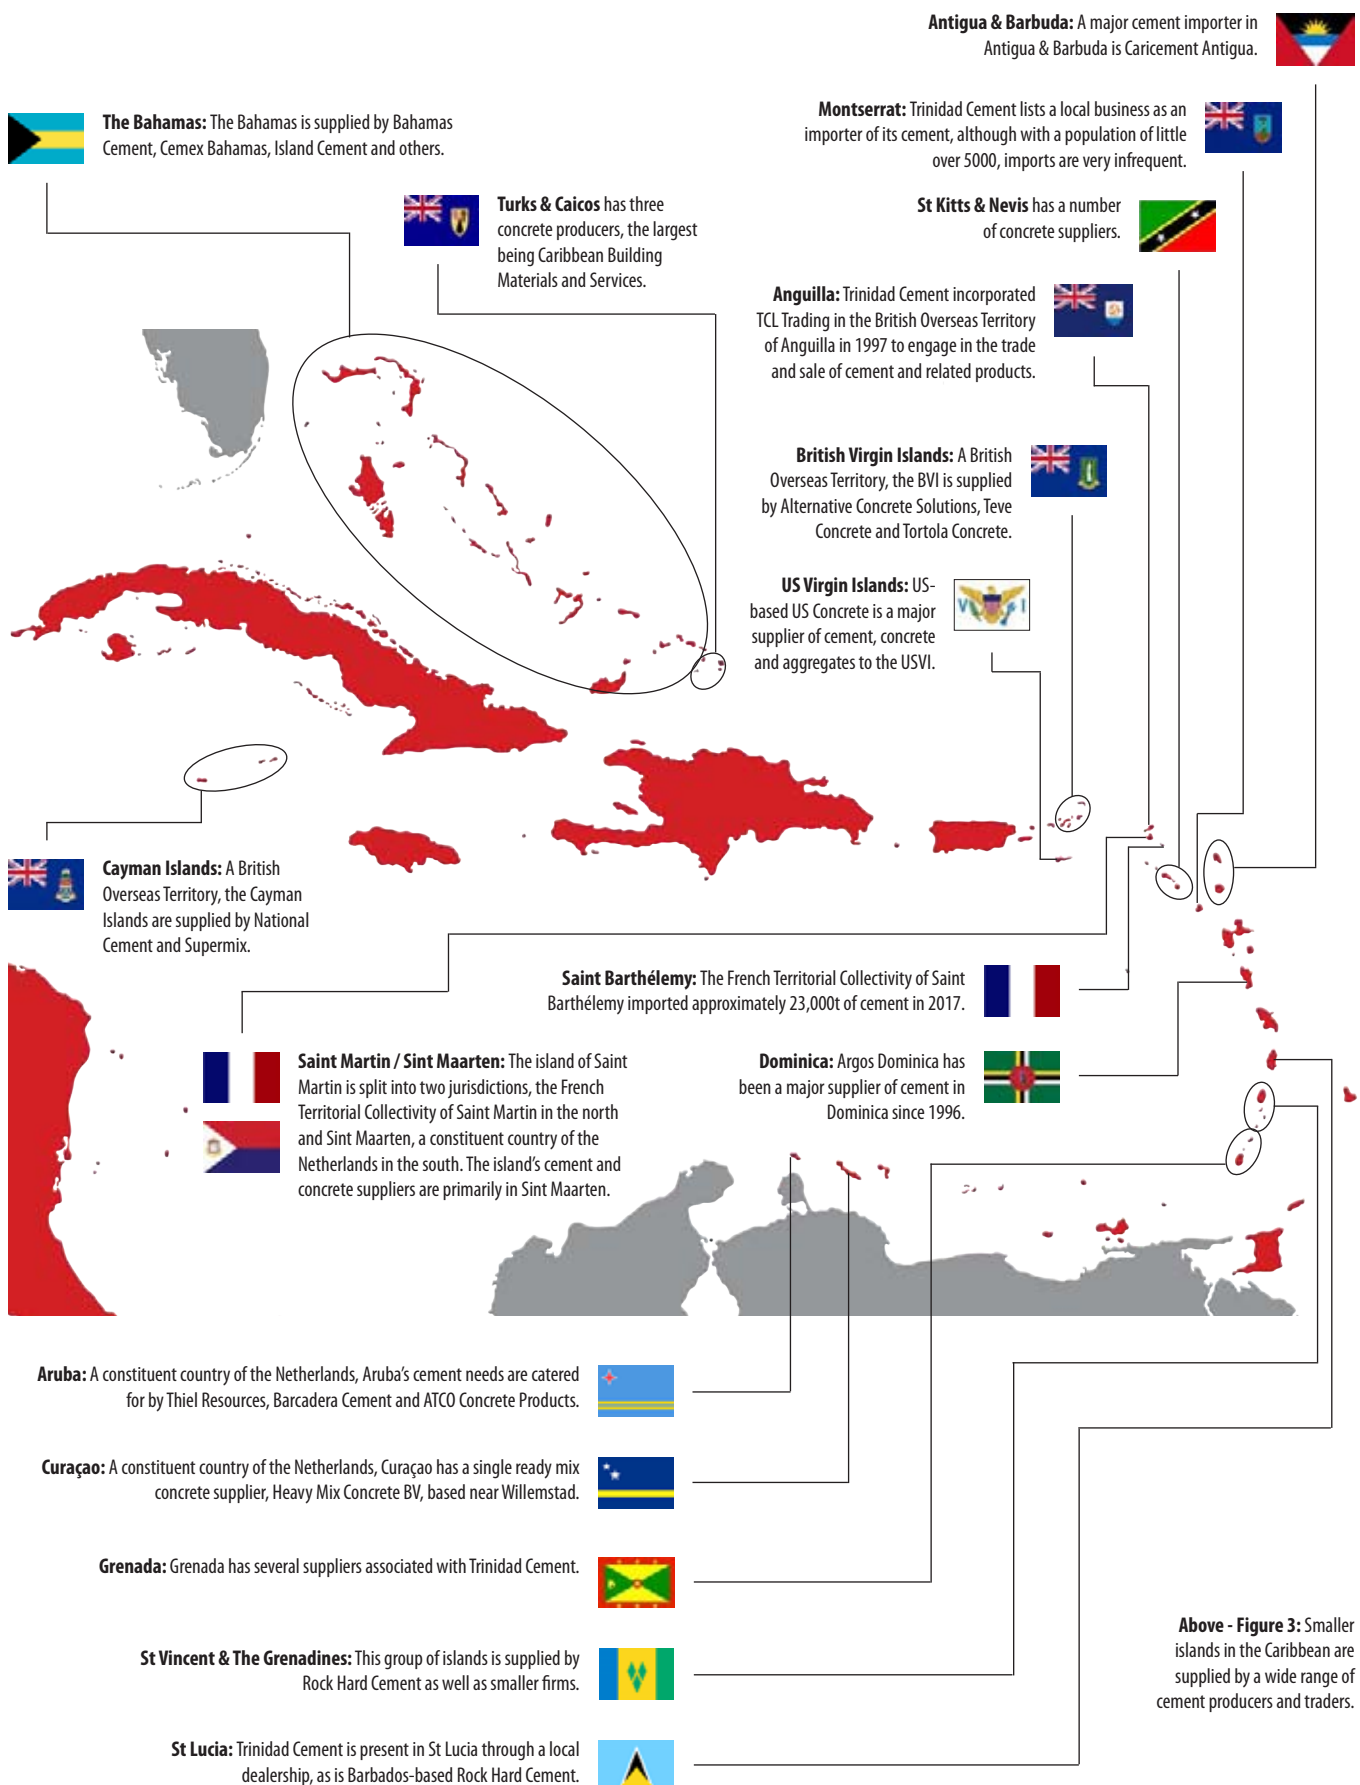 Antigua & Barbuda: A major cement importer in
Antigua & Barbuda is Caricement Antigua.
The Bahamas: The Bahamas is supplied by Bahamas
Cement, Cemex Bahamas, Island Cement and others.
Montserrat: Trinidad Cement lists a local business as an
importer of its cement, although with a population of little
over 5000, imports are very infrequent.
Turks & Caicos has three
concrete producers, the largest
being Caribbean Building
Materials and Services.
St Kitts & Nevis has a number
of concrete suppliers.
Anguilla: Trinidad Cement incorporated
TCL Trading in the British Overseas Territory
of Anguilla in 1997 to engage in the trade
and sale of cement and related products.
British Virgin Islands: A British
Overseas Territory, the BVI is supplied
by Alternative Concrete Solutions, Teve
Concrete and Tortola Concrete.
US Virgin Islands: US-
based US Concrete is a major
supplier of cement, concrete
and aggregates to the USVI.
V I
Cayman Islands: A British
Overseas Territory, the Cayman
Islands are supplied by National
Cement and Supermix.
Saint Barthélemy: The French Territorial Collectivity of Saint
Barthélemy imported approximately 23,000t of cement in 2017.
Saint Martin / Sint Maarten: The island of Saint
Martin is split into two jurisdictions, the French
Territorial Collectivity of Saint Martin in the north
and Sint Maarten, a constituent country of the
Netherlands in the south. The island's cement and
concrete suppliers are primarily in Sint Maarten.
Dominica: Argos Dominica has
been a major supplier of cement in
Dominica since 1996.
Aruba: A constituent country of the Netherlands, Aruba's cement needs are catered
for by Thiel Resources, Barcadera Cement and ATCO Concrete Products.
Curaçao: A constituent country of the Netherlands, Curaçao has a single ready mix
concrete supplier, Heavy Mix Concrete BV, based near Willemstad.
Grenada: Grenada has several suppliers associated with Trinidad Cement.
St Vincent & The Grenadines: This group of islands is supplied by
Rock Hard Cement as well as smaller firms.
St Lucia: Trinidad Cement is present in St Lucia through a local
dealership, as is Barbados-based Rock Hard Cement.
Above - Figure 3: Smaller
islands in the Caribbean are
supplied by a wide range of
cement producers and traders.